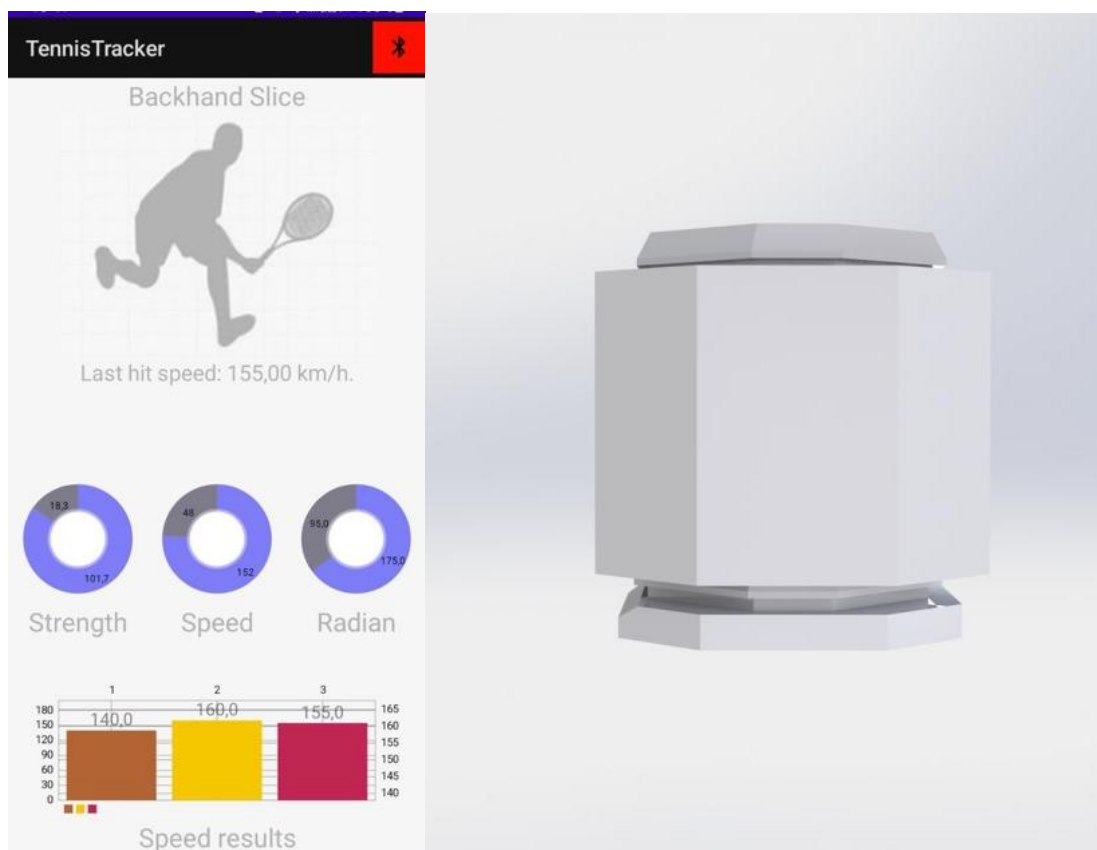 TennisTracker
Backhand Slice
Last hit speed: 155,00 km/h.
18,3
101,7
48
152
95,0
175,0
Strength Speed Radian
1 2 3
180 165
150 160
120 155
90 150
60 145
30 140
0
140,0 160,0 155,0
Speed results